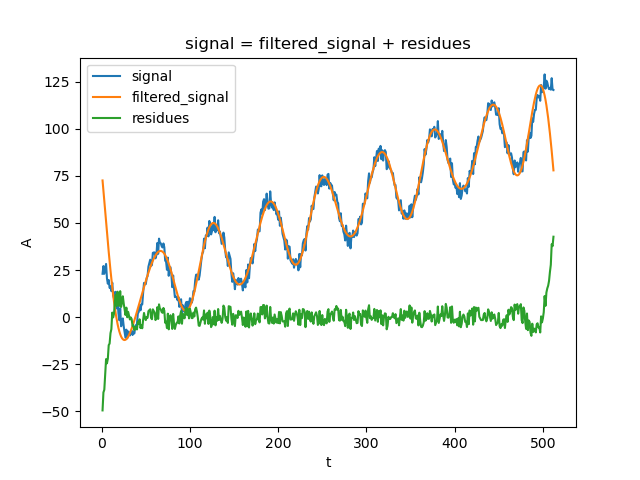 signal = filtered_signal + residues
signal
filtered_signal
residues
125
100
75
50
25
0
−25
−50
A
0 100 200 300 400 500
t